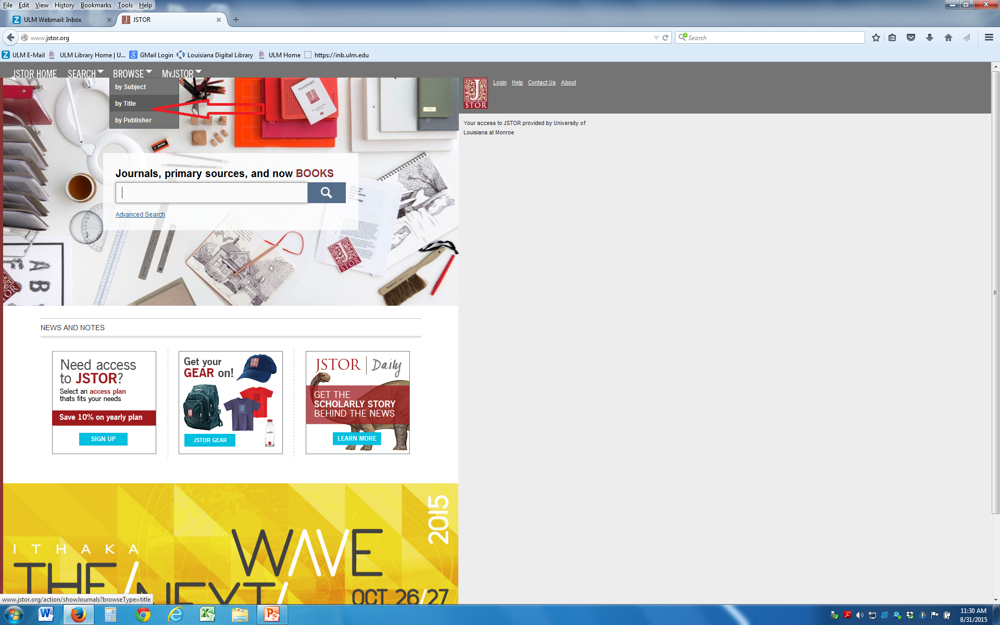 File Edit View History Bookmarks Tools Help
ULM Webmail: Inbox
JSTOR
www.jstor.org
Search
ULM E-Mail
ULM Library Home | U...
GMail Login
Louisiana Digital Library
ULM Home
https://inb.ulm.edu
JSTOR HOME SEARCH BROWSE MyJSTOR
by Subject
by Title
by Publisher
PASSPORT
J
STOR
Login Help Contact Us About
Your access to JSTOR provided by University of
Louisiana at Monroe
Journals, primary sources, and now BOOKS
Advanced Search
J
STOR
A
B
NEWS AND NOTES
Need access
to JSTOR?
Select an access plan
thats fits your needs
Save 10% on yearly plan
SIGN UP
Get your
GEAR on!
JSTOR GEAR
JSTOR Daily
GET THE
SCHOLARLY STORY
BEHIND THE NEWS
LEARN MORE
2015
WAVE
ITHAKA
THE/
NEXT/
OCT. 26/27
www.jstor.org/action/showJournals?browseType=title
11:30 AM
8/31/2015